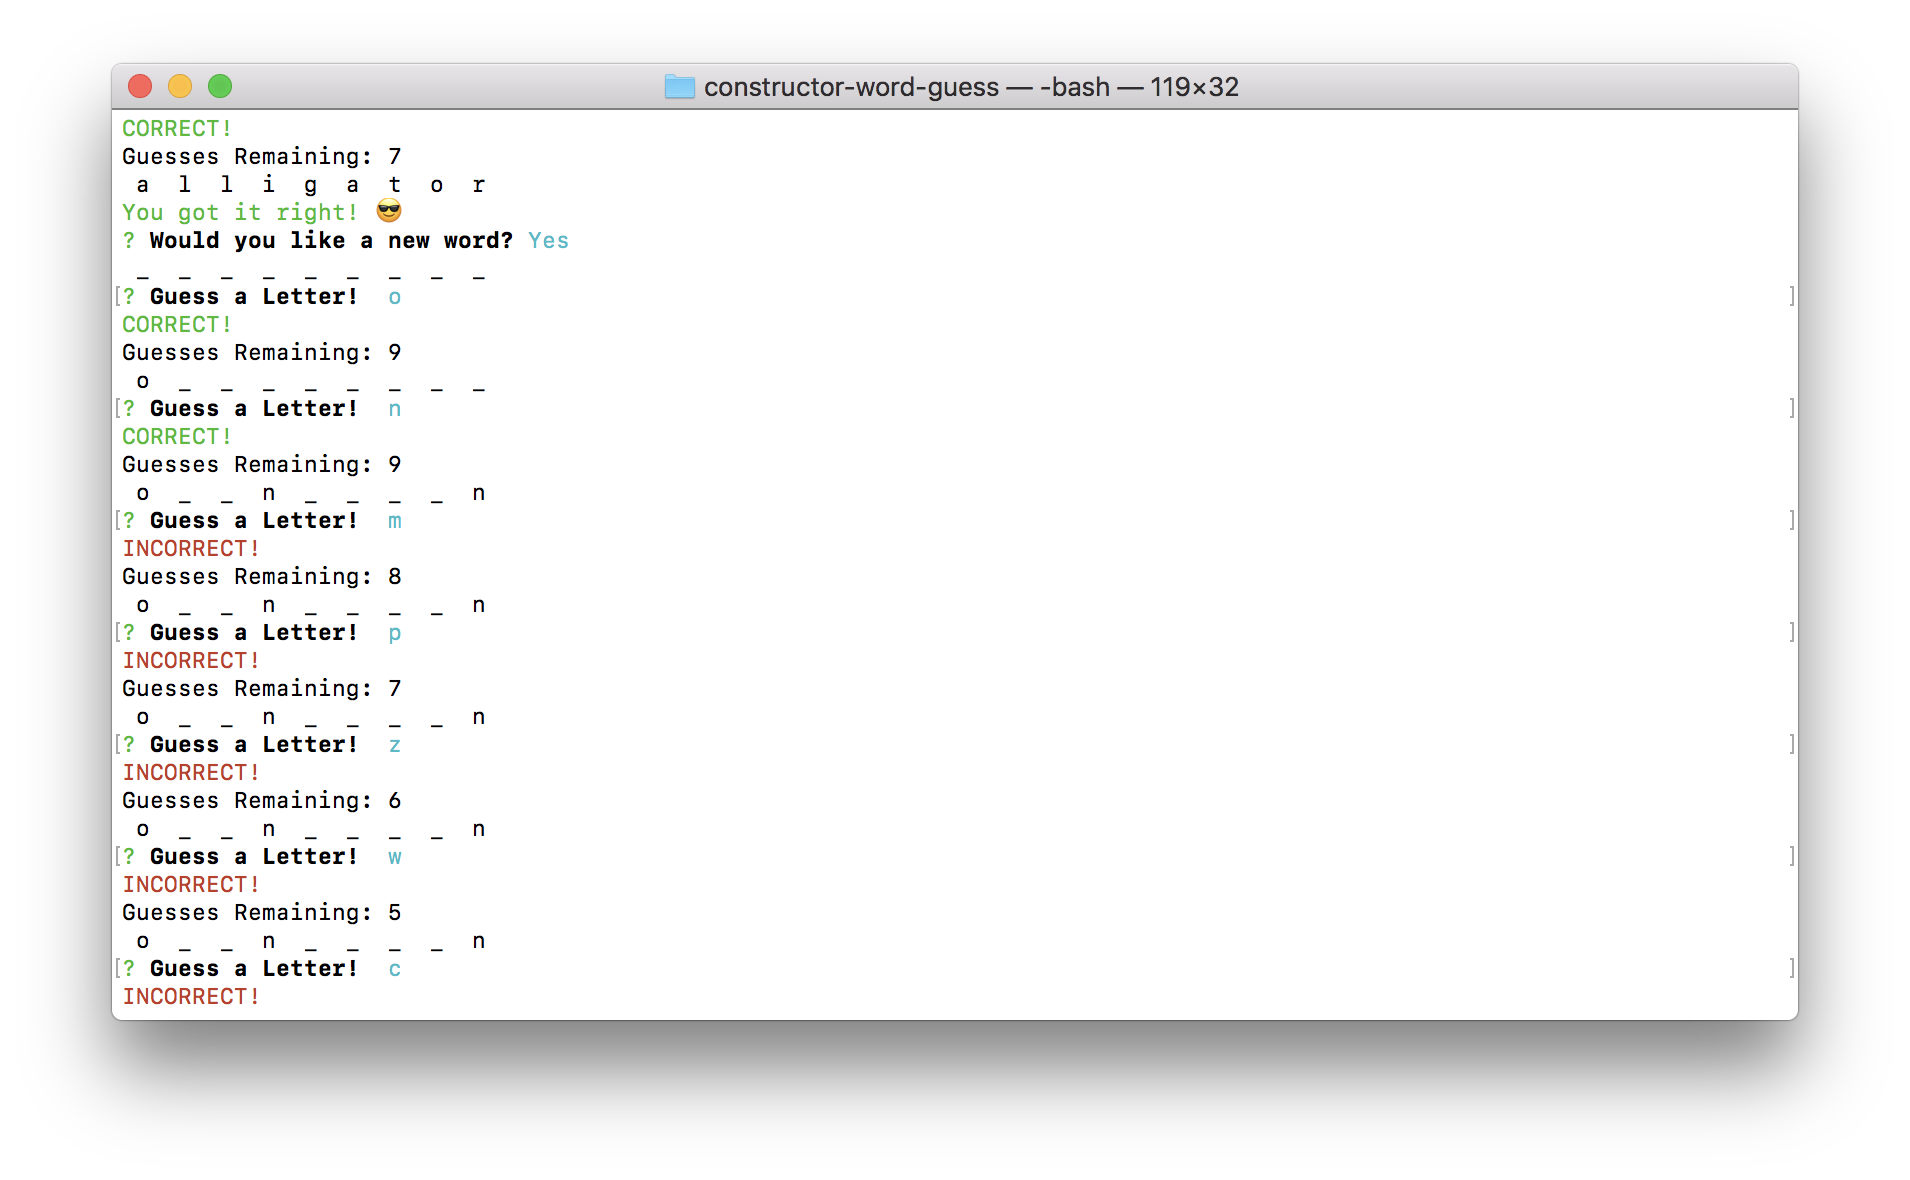 constructor-word-guess — -bash — 119×32
CORRECT!
Guesses Remaining: 7
a l l i g a t o r
You got it right! 😎
? Would you like a new word? Yes
_ _ _ _ _ _ _ _ _
[? Guess a Letter! o ]
CORRECT!
Guesses Remaining: 9
o _ _ _ _ _ _ _ _
[? Guess a Letter! n ]
CORRECT!
Guesses Remaining: 9
o _ _ n _ _ _ _ n
[? Guess a Letter! m ]
INCORRECT!
Guesses Remaining: 8
o _ _ n _ _ _ _ n
[? Guess a Letter! p ]
INCORRECT!
Guesses Remaining: 7
o _ _ n _ _ _ _ n
[? Guess a Letter! z ]
INCORRECT!
Guesses Remaining: 6
o _ _ n _ _ _ _ n
[? Guess a Letter! w ]
INCORRECT!
Guesses Remaining: 5
o _ _ n _ _ _ _ n
[? Guess a Letter! c ]
INCORRECT!